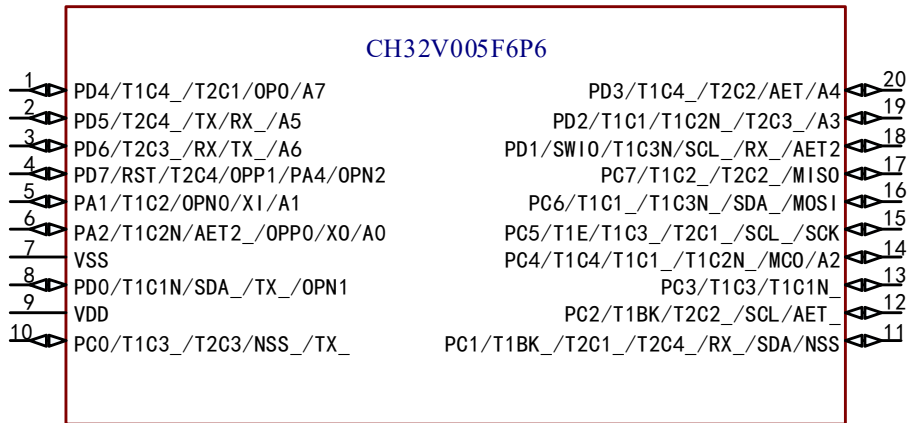 CH32V005F6P6
1 PD4/T1C4_/T2C1/OPO/A7
2 PD5/T2C4_/TX/RX_/A5
3 PD6/T2C3_/RX/TX_/A6
4 PD7/RST/T2C4/OPP1/PA4/OPN2
5 PA1/T1C2/OPN0/XI/A1
6 PA2/T1C2N/AET2_/OPP0/XO/A0
7 VSS
8 PD0/T1C1N/SDA_/TX_/OPN1
9 VDD
10 PC0/T1C3_/T2C3/NSS_/TX_
PD3/T1C4_/T2C2/AET/A4 20
PD2/T1C1/T1C2N_/T2C3_/A3 19
PD1/SWIO/T1C3N/SCL_/RX_/AET2 18
PC7/T1C2_/T2C2_/MISO 17
PC6/T1C1_/T1C3N_/SDA_/MOSI 16
PC5/T1E/T1C3_/T2C1_/SCL_/SCK 15
PC4/T1C4/T1C1_/T1C2N_/MCO/A2 14
PC3/T1C3/T1C1N_ 13
PC2/T1BK/T2C2_/SCL/AET_ 12
PC1/T1BK_/T2C1_/T2C4_/RX_/SDA/NSS 11